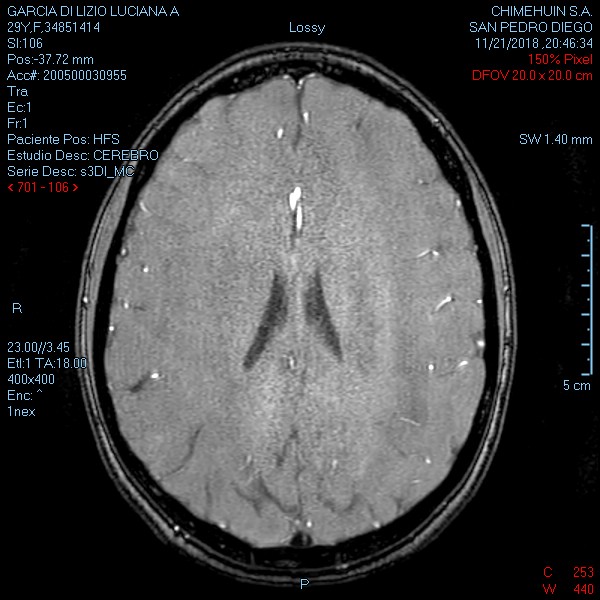 GARCIA DI LIZIO LUCIANA A
29Y,F,34851414
Sl:106
Pos:-37.72 mm
Acc#: 200500030955
Tra
Ec:1
Fr:1
Paciente Pos: HFS
Estudio Desc: CEREBRO
Serie Desc: s3DI_MC
< 701 - 106 >
Lossy
CHIMEHUIN S.A.
SAN PEDRO DIEGO
11/21/2018 ,20:46:34
150% Pixel
DFOV 20.0 x 20.0 cm
SW 1.40 mm
R
23.00//3.45
Etl:1 TA:18.00
400x400
Enc: ^
1nex
5 cm
P
C 253
W 440